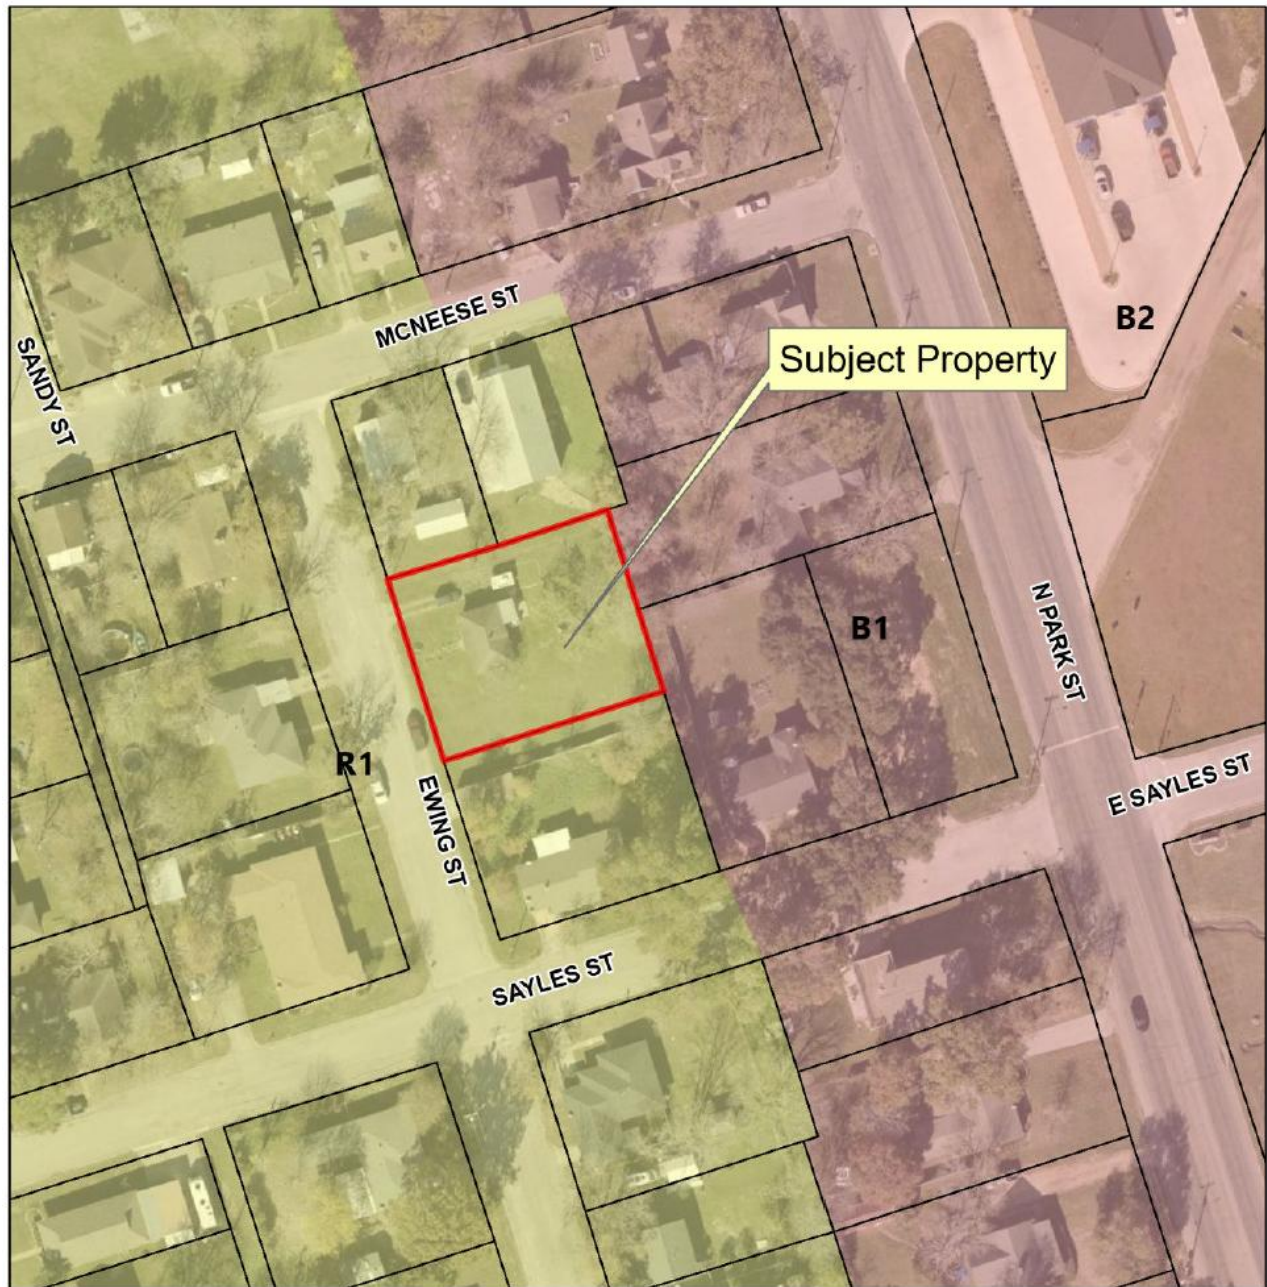 MCNEESE ST
B2
SANDY ST
Subject Property
B1
N PARK ST
R1
EWING ST
E SAYLES ST
SAYLES ST